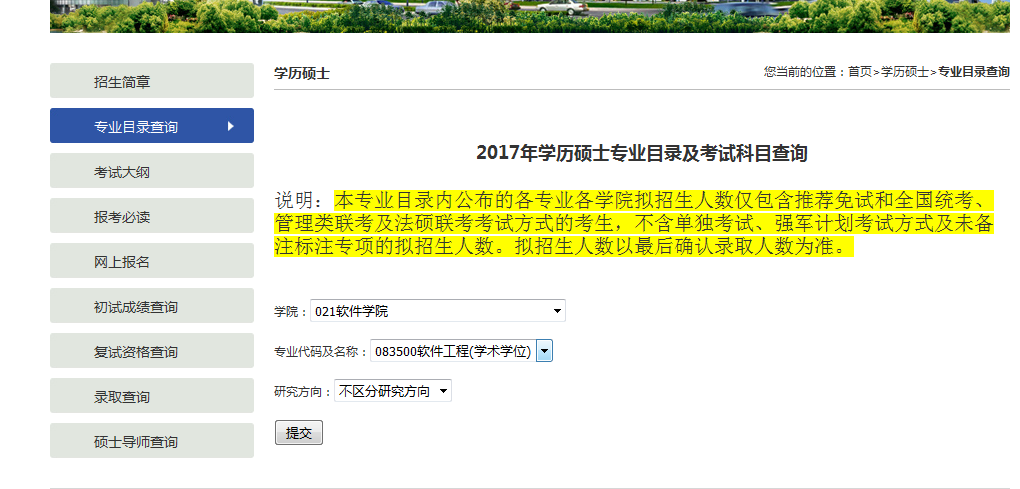 招生简章
专业目录查询
考试大纲
报考必读
网上报名
初试成绩查询
复试资格查询
录取查询
硕士导师查询
学历硕士
您当前的位置：首页>学历硕士>专业目录查询
2017年学历硕士专业目录及考试科目查询
说明：本专业目录内公布的各专业各学院拟招生人数仅包含推荐免试和全国统考、
管理类联考及法硕联考考试方式的考生，不含单独考试、强军计划考试方式及未备
注标注专项的拟招生人数。拟招生人数以最后确认录取人数为准。
学院：021软件学院
专业代码及名称：083500软件工程(学术学位)
研究方向：不区分研究方向
提交